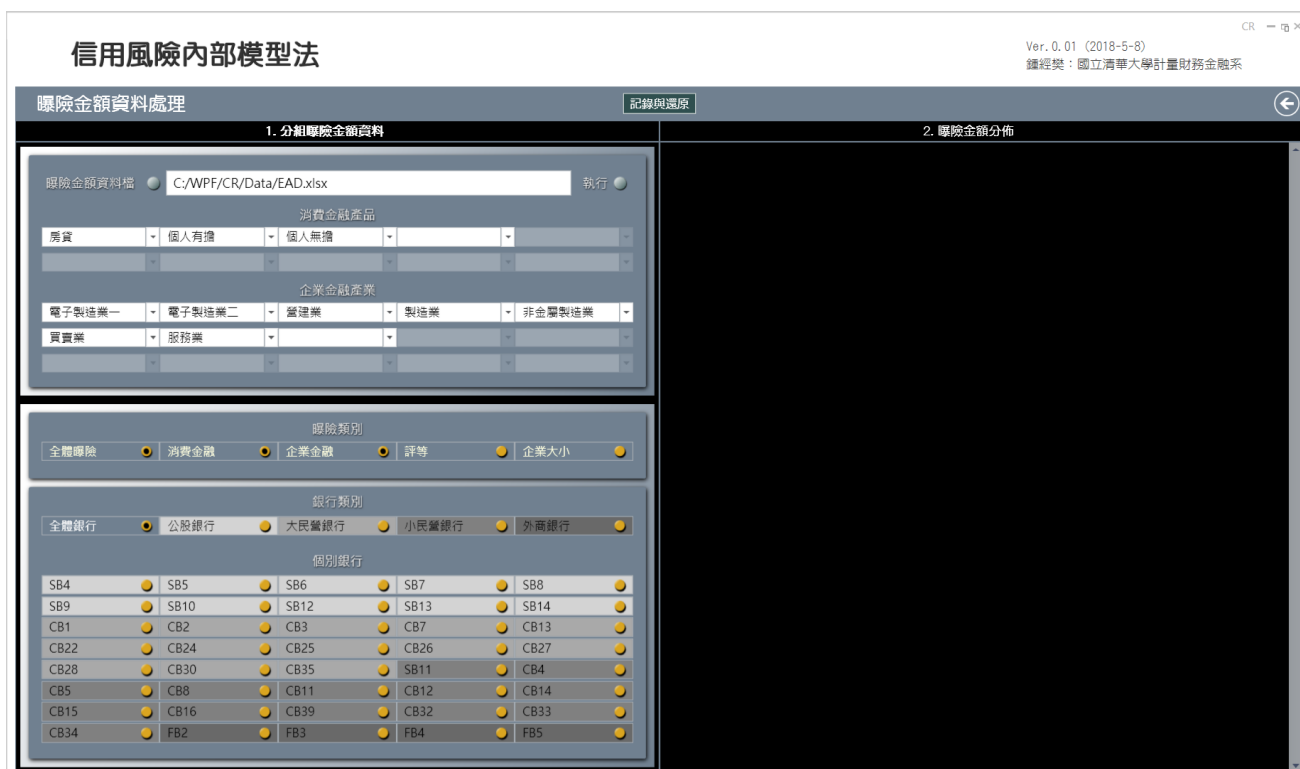 CR
信用風險內部模型法
Ver. 0.01 (2018-5-8)
鍾經樊：國立清華大學計量財務金融系
曝險金額資料處理 記錄與還原
1. 分組曝險金額資料 2. 曝險金額分佈
曝險金額資料檔 C:/WPF/CR/Data/EAD.xlsx 執行
消費金融產品
房貸 個人有擔 個人無擔
企業金融產業
電子製造業一 電子製造業二 營建業 製造業 非金屬製造業
買賣業 服務業
曝險類別
全體曝險 消費金融 企業金融 評等 企業大小
銀行類別
全體銀行 公股銀行 大民營銀行 小民營銀行 外商銀行
個別銀行
SB4 SB5 SB6 SB7 SB8
SB9 SB10 SB12 SB13 SB14
CB1 CB2 CB3 CB7 CB13
CB22 CB24 CB25 CB26 CB27
CB28 CB30 CB35 SB11 CB4
CB5 CB8 CB11 CB12 CB14
CB15 CB16 CB39 CB32 CB33
CB34 FB2 FB3 FB4 FB5